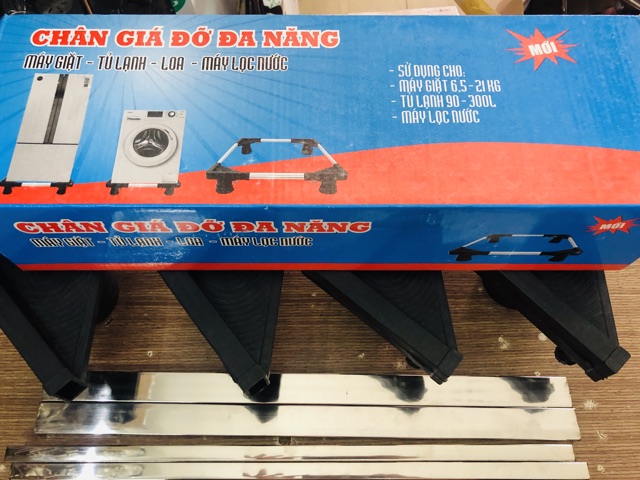 CHÂN GIÁ ĐỠ ĐA NĂNG
MÁY GIẶT - TỦ LẠNH - LOA - MÁY LỌC NƯỚC
MỚI
- SỬ DỤNG CHO:
- MÁY GIẶT 6,5 - 21 KG
- TỦ LẠNH 90 - 300L
- MÁY LỌC NƯỚC
CHÂN GIÁ ĐỠ ĐA NĂNG
MÁY GIẶT - TỦ LẠNH - LOA - MÁY LỌC NƯỚC
MỚI